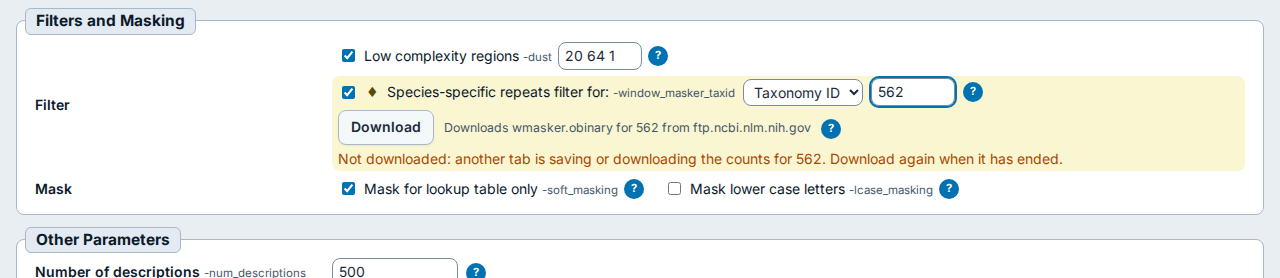 Filters and Masking
Low complexity regions -dust 20 64 1 ?
Filter
Species-specific repeats filter for: -window_masker_taxid Taxonomy ID 562 ?
Download Downloads wmasker.obinary for 562 from ftp.ncbi.nlm.nih.gov ?
Not downloaded: another tab is saving or downloading the counts for 562. Download again when it has ended.
Mask Mask for lookup table only -soft_masking ? Mask lower case letters -lcase_masking ?
Other Parameters
Number of descriptions -num_descriptions 500 ?